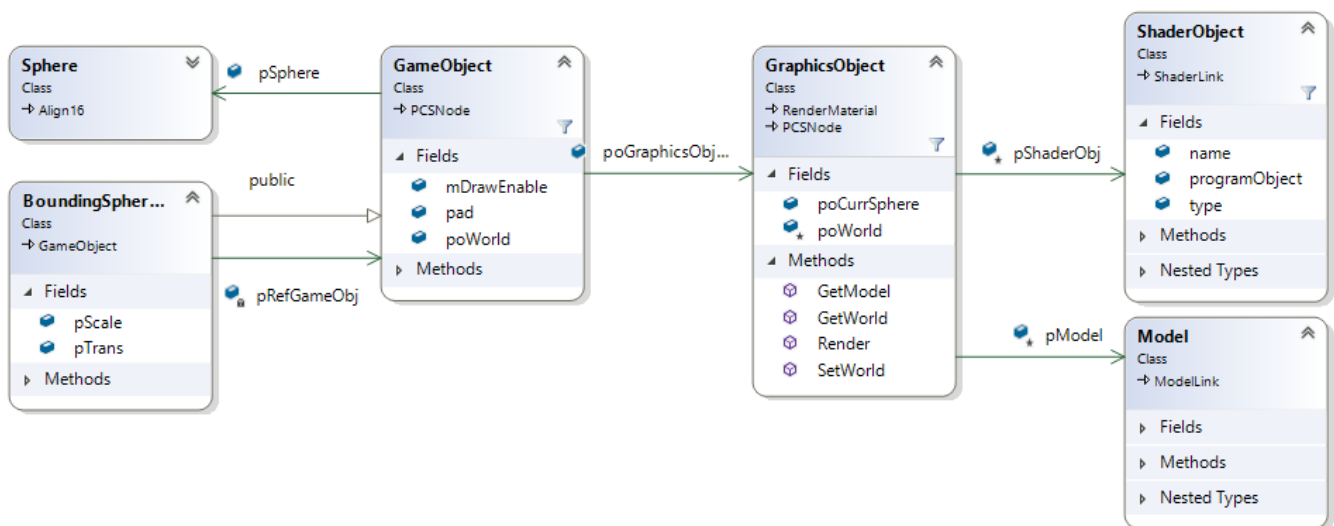 Sphere
Class
Align16
pSphere
BoundingSpher...
Class
GameObject
Fields
pScale
pTrans
Methods
public
pRefGameObj
GameObject
Class
PCSNode
Fields
mDrawEnable
pad
poWorld
Methods
poGraphicsObj...
GraphicsObject
Class
RenderMaterial
PCSNode
Fields
poCurrSphere
poWorld
Methods
GetModel
GetWorld
Render
SetWorld
pShaderObj
pModel
ShaderObject
Class
ShaderLink
Fields
name
programObject
type
Methods
Nested Types
Model
Class
ModelLink
Fields
Methods
Nested Types